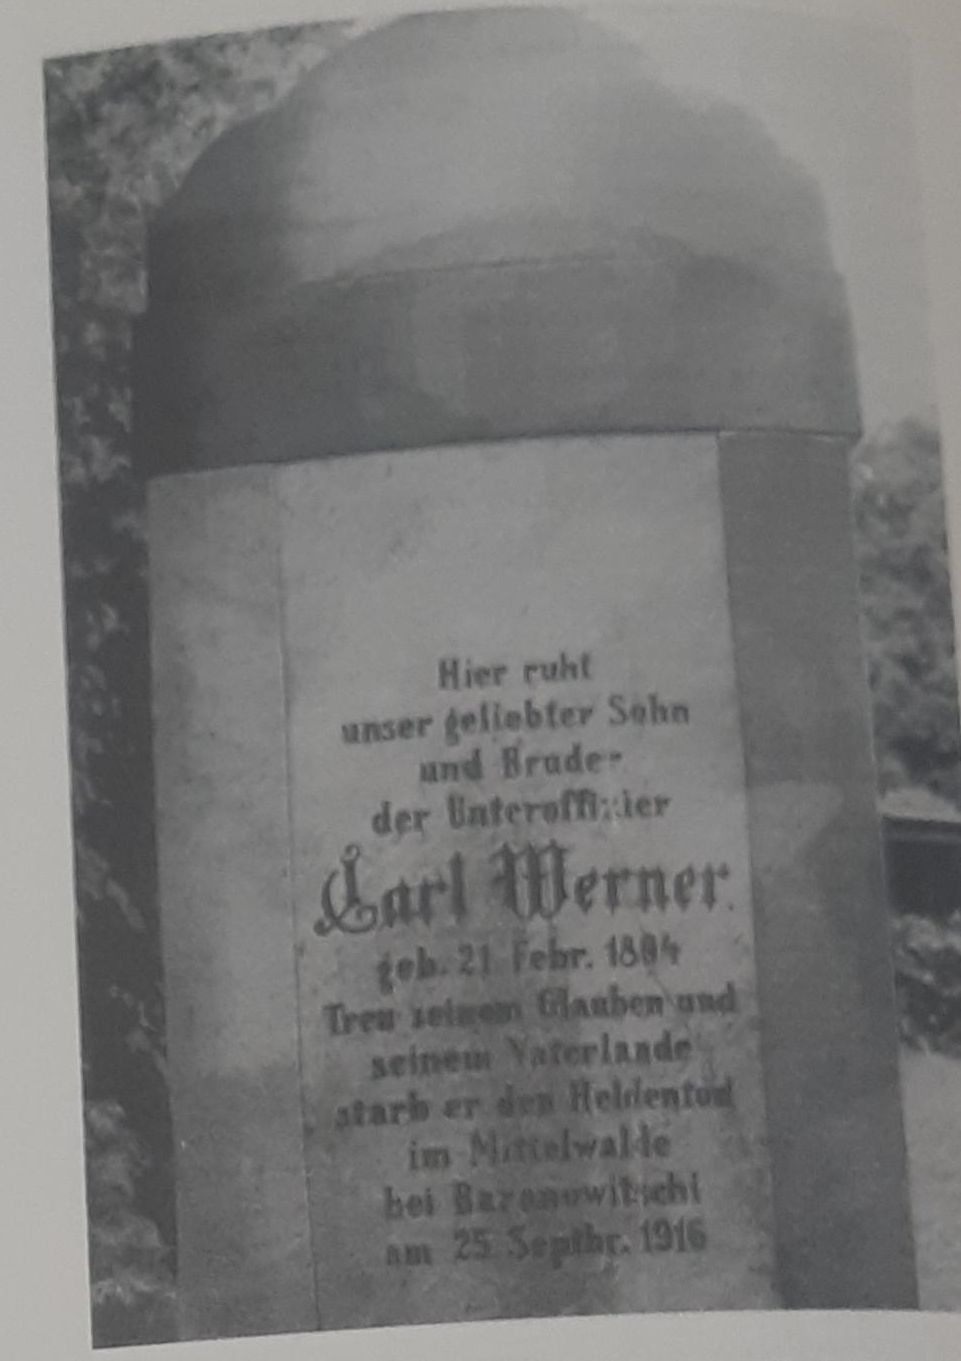 Hier ruht
unser geliebter Sohn
und Bruder
der Unteroffizier
Carl Werner.
geb. 21 Febr. 1894
Treu seinem Glauben und
seinem Vaterlande
starb er den Heldentod
im Mittelwalde
bei Baranowitschi
am 25 Septbr. 1916